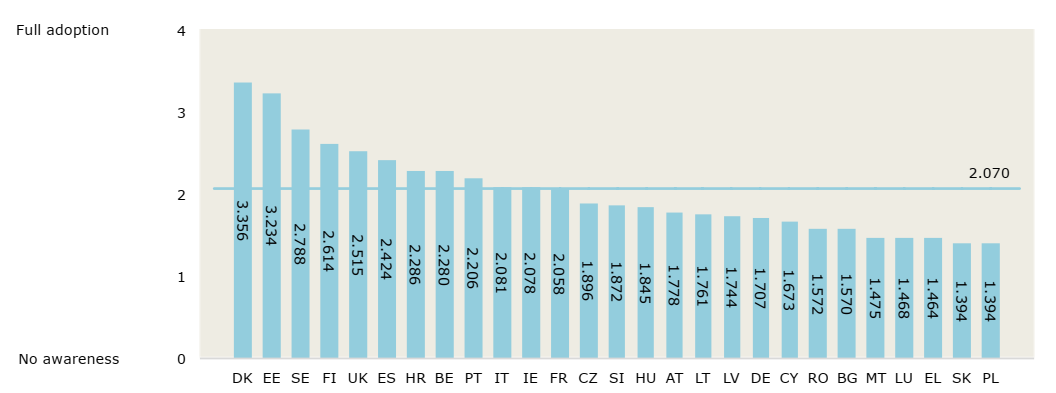 Full adoption
4
3
2
1
No awareness
0
2.070
3.356 3.234 2.788 2.614 2.515 2.424 2.286 2.280 2.206 2.081 2.078 2.058 1.896 1.872 1.845 1.778 1.761 1.744 1.707 1.673 1.572 1.570 1.475 1.468 1.464 1.394 1.394
DK EE SE FI UK ES HR BE PT IT IE FR CZ SI HU AT LT LV DE CY RO BG MT LU EL SK PL